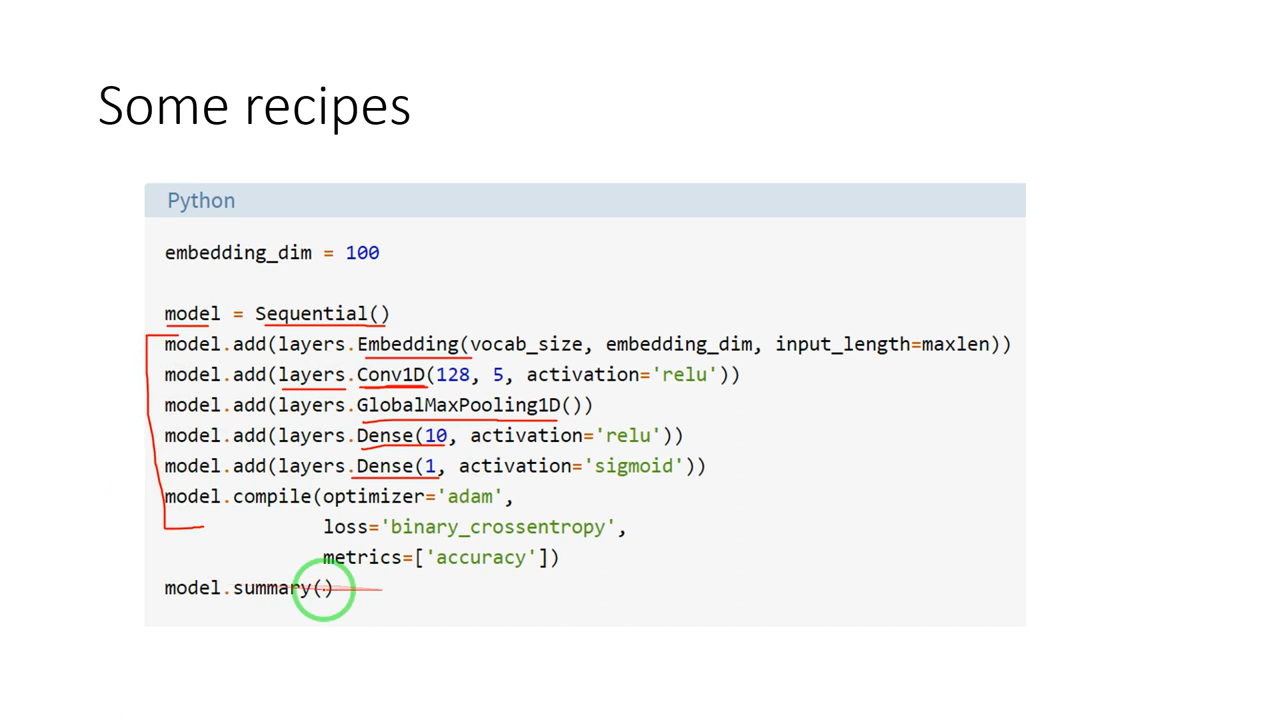 Some recipes
Python
embedding_dim = 100
model = Sequential()
model.add(layers.Embedding(vocab_size, embedding_dim, input_length=maxlen))
model.add(layers.Conv1D(128, 5, activation='relu'))
model.add(layers.GlobalMaxPooling1D())
model.add(layers.Dense(10, activation='relu'))
model.add(layers.Dense(1, activation='sigmoid'))
model.compile(optimizer='adam',
loss='binary_crossentropy',
metrics=['accuracy'])
model.summary()